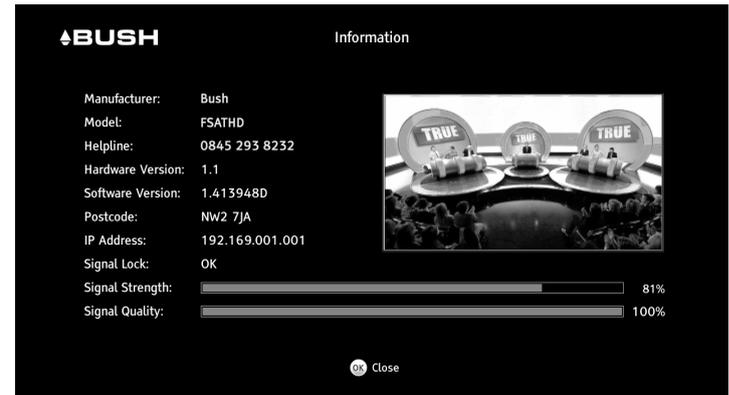 BUSH
Information
Manufacturer: Bush
Model: FSATHD
Helpline: 0845 293 8232
Hardware Version: 1.1
Software Version: 1.413948D
Postcode: NW2 7JA
IP Address: 192.169.001.001
Signal Lock: OK
Signal Strength: 81%
Signal Quality: 100%
TRUE
TRUE
TRUE
OK Close